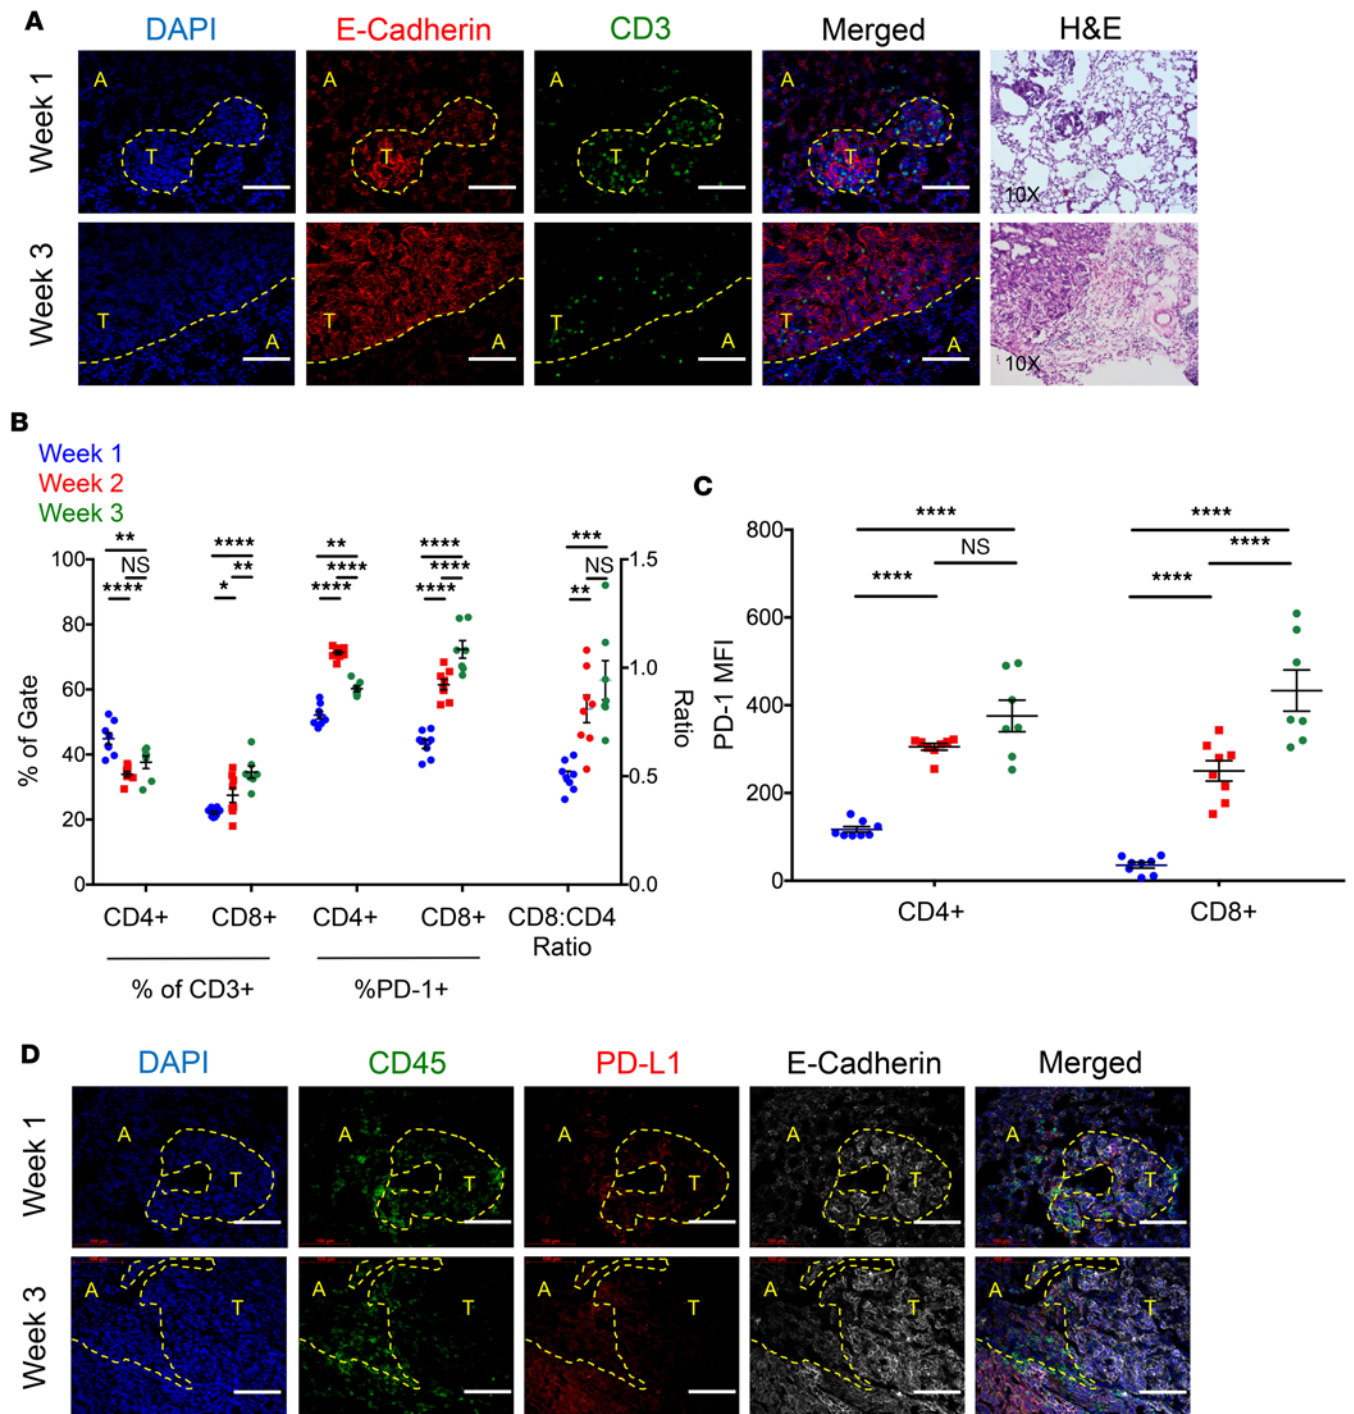 A
DAPI E-Cadherin CD3 Merged H&E
Week 1
A A A A
T T T T
10X
Week 3
T T T T
A A A A
10X
B
Week 1
Week 2
Week 3
** **** ** **** ***
NS ** **** **** NS
**** * **** **** **
100 1.5
80
1.0
60
% of Gate
Ratio
40
0.5
20
0 0.0
CD4+ CD8+ CD4+ CD8+ CD8:CD4
Ratio
% of CD3+ %PD-1+
C
800
**** ****
NS ****
**** ****
600
PD-1 MFI
400
200
0
CD4+ CD8+
D
DAPI CD45 PD-L1 E-Cadherin Merged
Week 1
A A A A A
T T T T T
Week 3
A A A A A
T T T T T